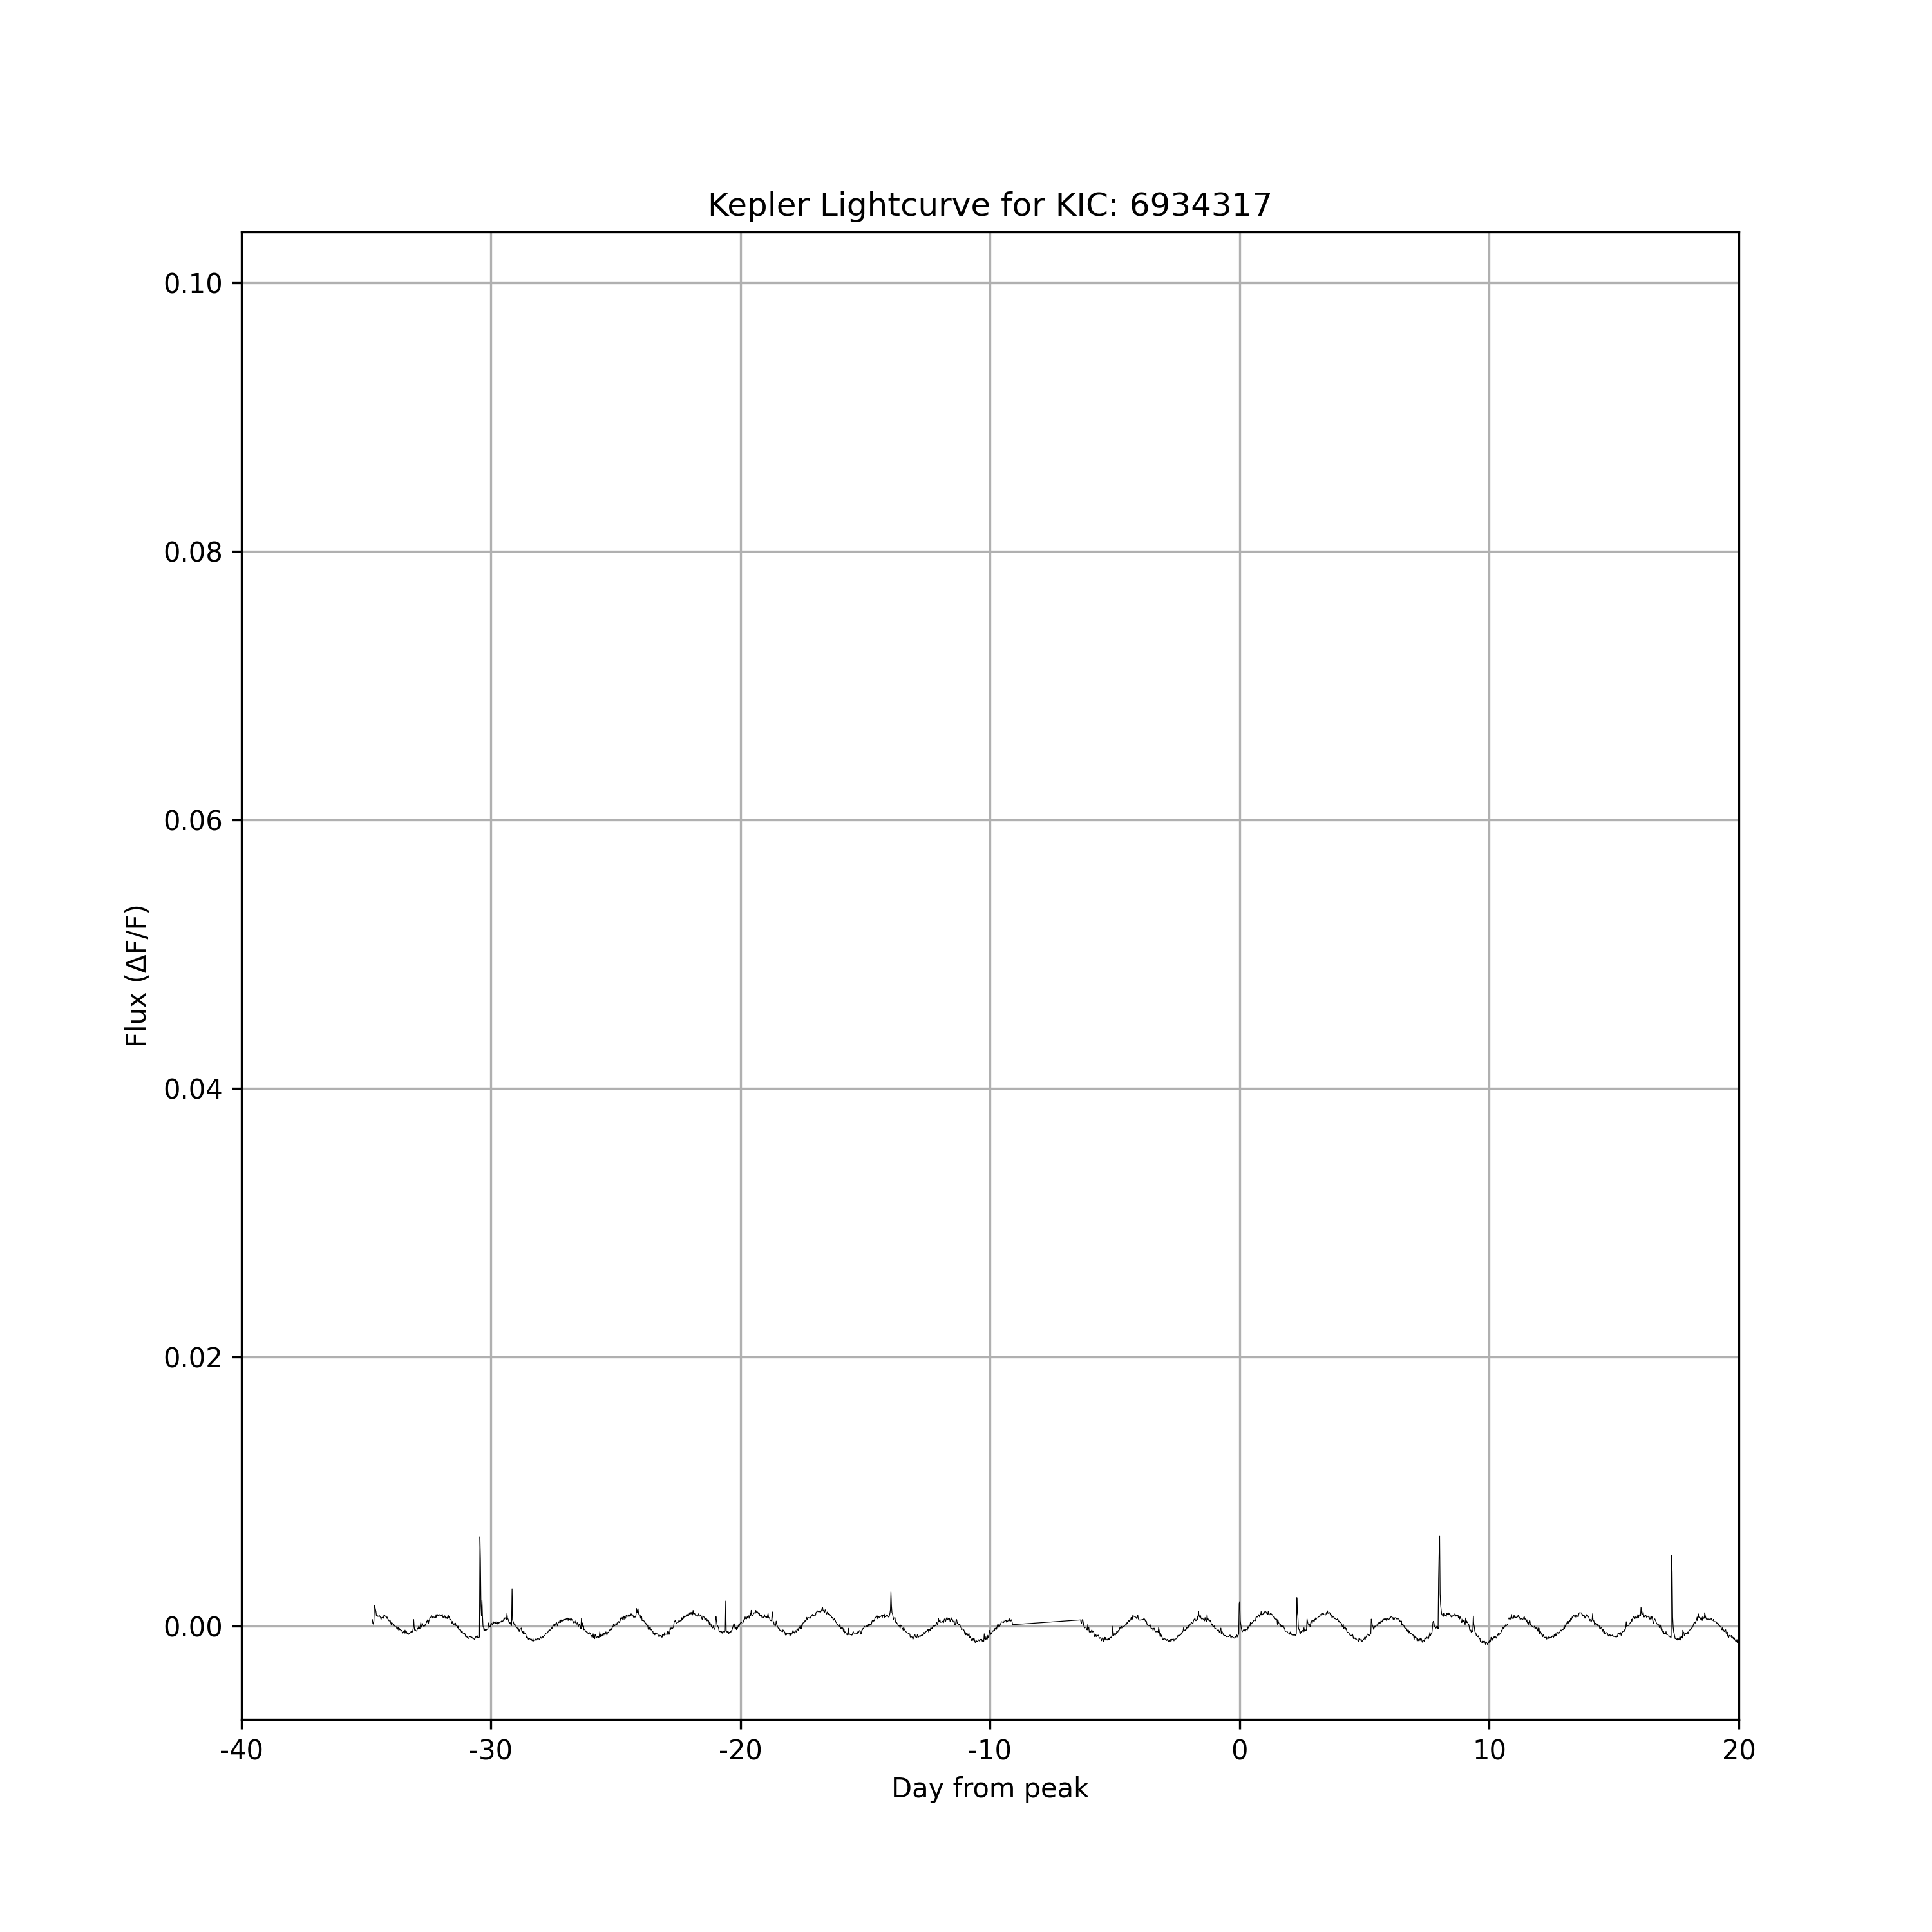 Kepler Lightcurve for KIC: 6934317
0.10
0.08
0.06
0.04
0.02
0.00
Flux (ΔF/F)
-40 -30 -20 -10 0 10 20
Day from peak